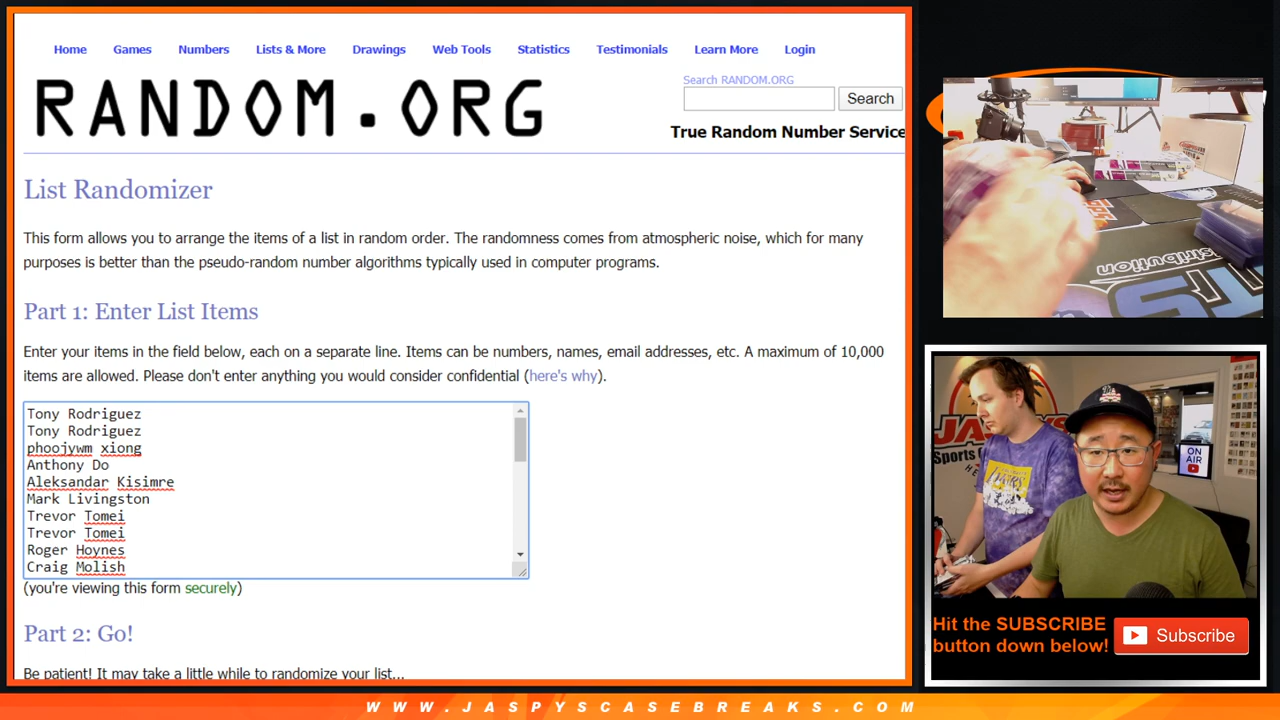 Home Games Numbers Lists & More Drawings Web Tools Statistics Testimonials Learn More Login
RANDOM.ORG
Search RANDOM.ORG
Search
True Random Number Service
List Randomizer
This form allows you to arrange the items of a list in random order. The randomness comes from atmospheric noise, which for many
purposes is better than the pseudo-random number algorithms typically used in computer programs.
Part 1: Enter List Items
Enter your items in the field below, each on a separate line. Items can be numbers, names, email addresses, etc. A maximum of 10,000
items are allowed. Please don't enter anything you would consider confidential (here's why).
Tony Rodriguez
Tony Rodriguez
phoojywm xiong
Anthony Do
Aleksandar Kisimre
Mark Livingston
Trevor Tomei
Trevor Tomei
Roger Hoynes
Craig Molish
(you're viewing this form securely)
Part 2: Go!
Be patient! It may take a little while to randomize your list...
ON
AIR
Hit the SUBSCRIBE
button down below!
Subscribe
WWW.JASPYSCASEBREAKS.COM